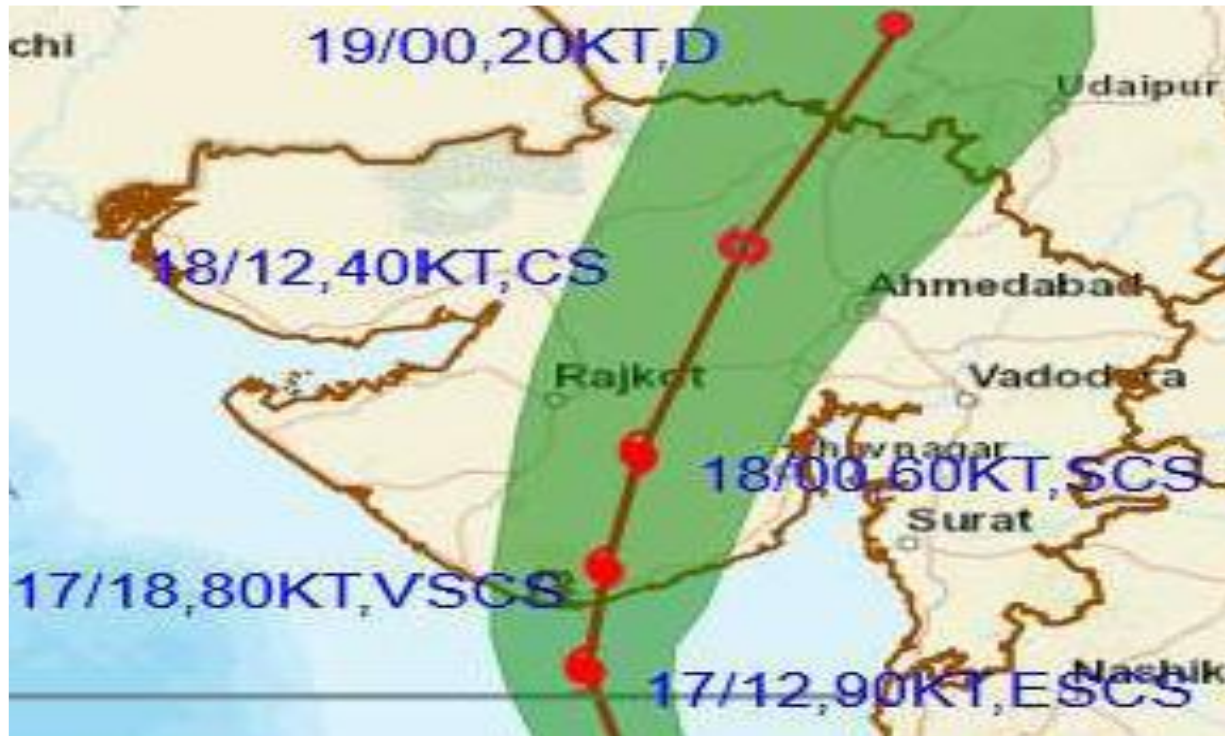 chi
19/00,20KT,D
Udaipur
18/12,40KT,CS
Ahmedabad
Rajkot
Vadodara
18/00,60KT,SCS
Surat
17/18,80KT,VSCS
Nashik
17/12,90KT,ESCS